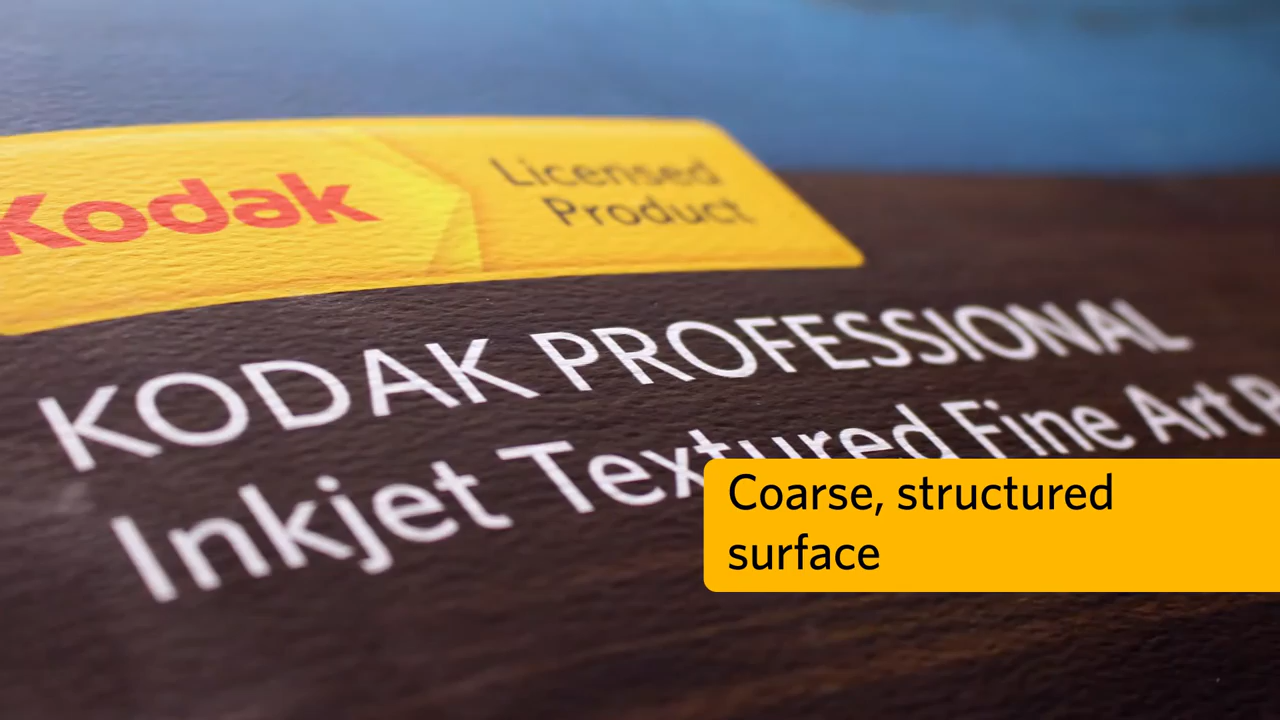 Kodak
Licensed
Product
KODAK PROFESSIONAL
Inkjet Textured Fine Art
Coarse, structured
surface